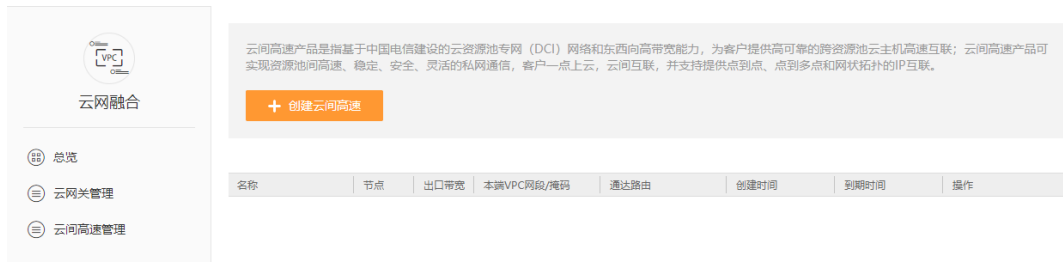 VPC
云网融合
总览
云网关管理
云间高速管理
云间高速产品是指基于中国电信建设的云资源池专网（DCI）网络和东西向高带宽能力，为客户提供高可靠的跨资源池云主机高速互联；云间高速产品可
实现资源池间高速、稳定、安全、灵活的私网通信，客户一点上云，云间互联，并支持提供点到点、点到多点和网状拓扑的IP互联。
+ 创建云间高速
名称 节点 出口带宽 本端VPC网段/掩码 通达路由 创建时间 到期时间 操作